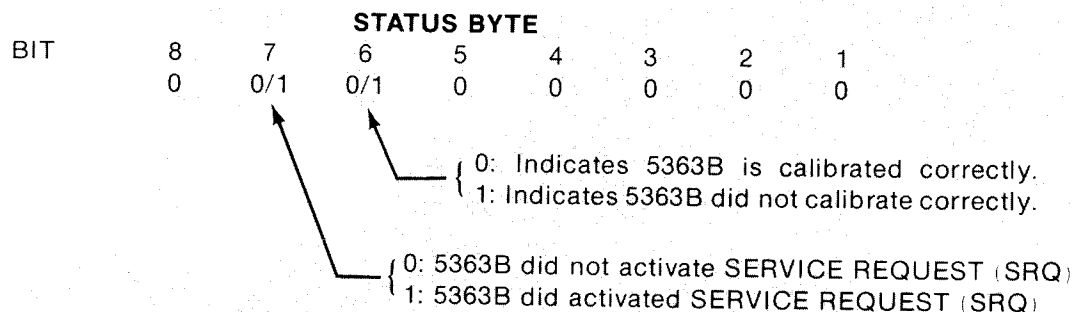 STATUS BYTE
BIT 8 7 6 5 4 3 2 1
0 0/1 0/1 0 0 0 0 0
0: Indicates 5363B is calibrated correctly.
1: Indicates 5363B did not calibrate correctly.
0: 5363B did not activate SERVICE REQUEST (SRQ)
1: 5363B did activated SERVICE REQUEST (SRQ)